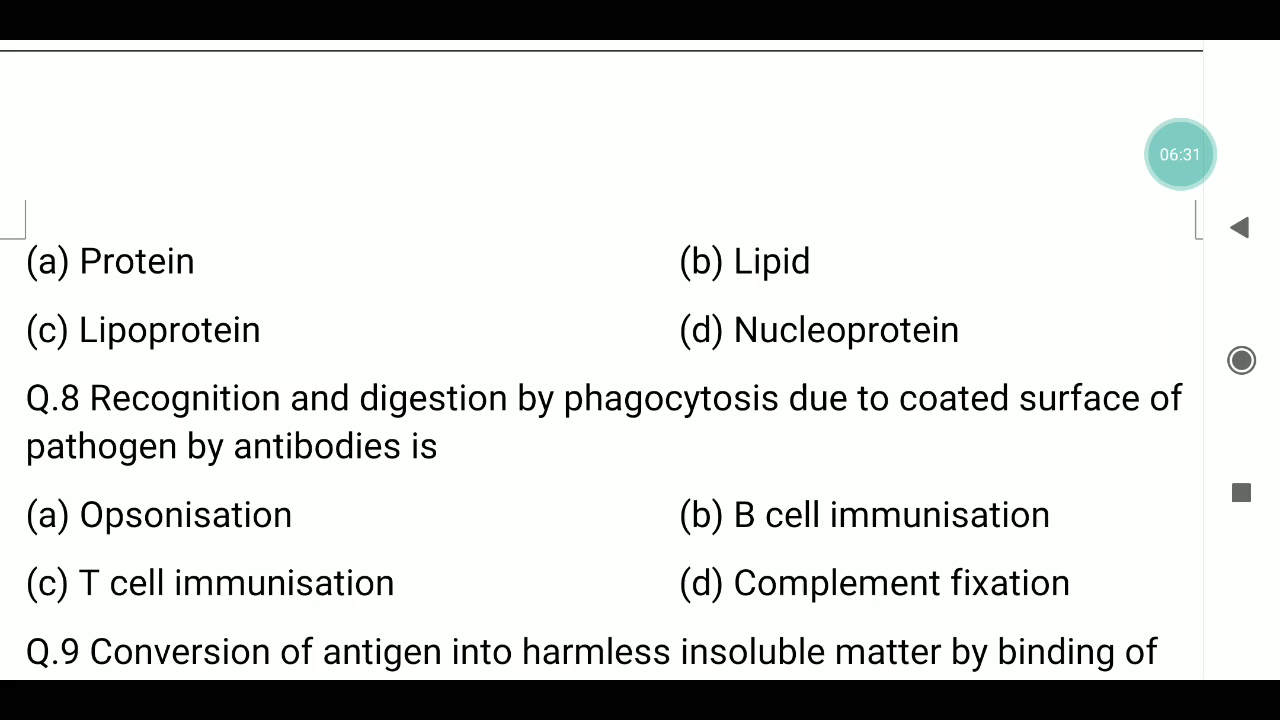 06:31
(a) Protein (b) Lipid
(c) Lipoprotein (d) Nucleoprotein
Q.8 Recognition and digestion by phagocytosis due to coated surface of
pathogen by antibodies is
(a) Opsonisation (b) B cell immunisation
(c) T cell immunisation (d) Complement fixation
Q.9 Conversion of antigen into harmless insoluble matter by binding of